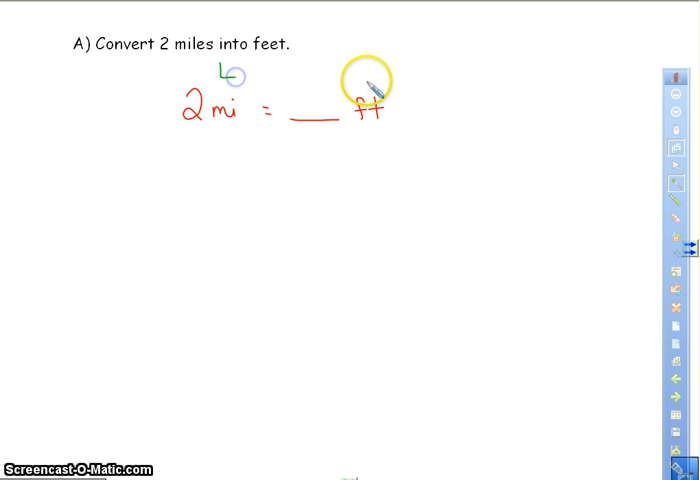 A) Convert 2 miles into feet.
L
2 mi = ___ ft
Screencast-O-Matic.com